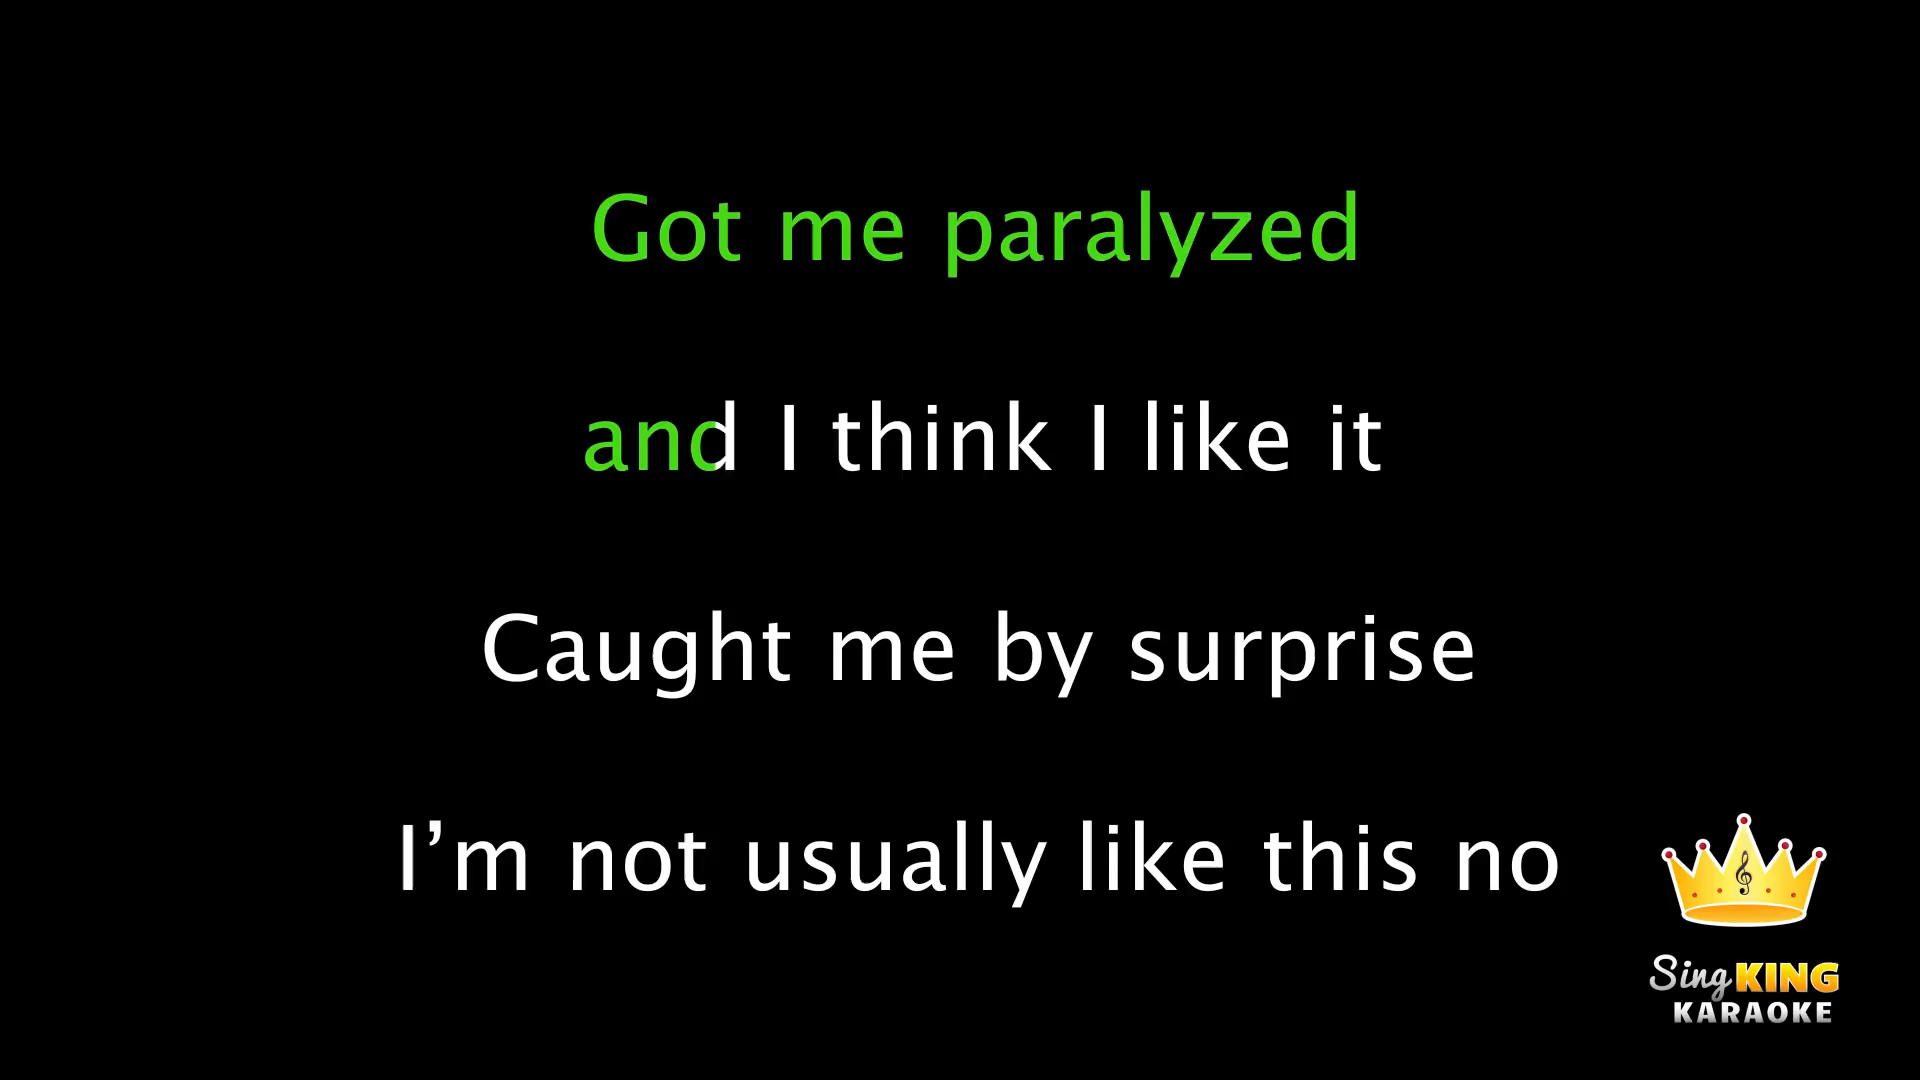 Got me paralyzed
and I think I like it
Caught me by surprise
I’m not usually like this no
Sing KING
KARAOKE